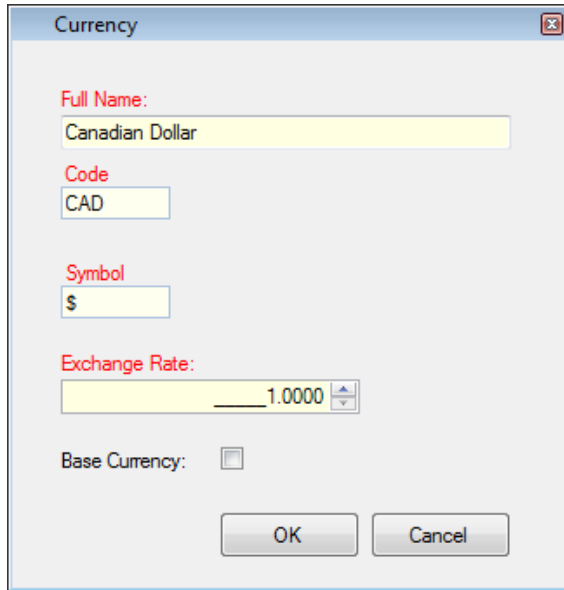 Currency
Full Name:
Canadian Dollar
Code
CAD
Symbol
$
Exchange Rate:
_____1.0000
Base Currency:
OK Cancel